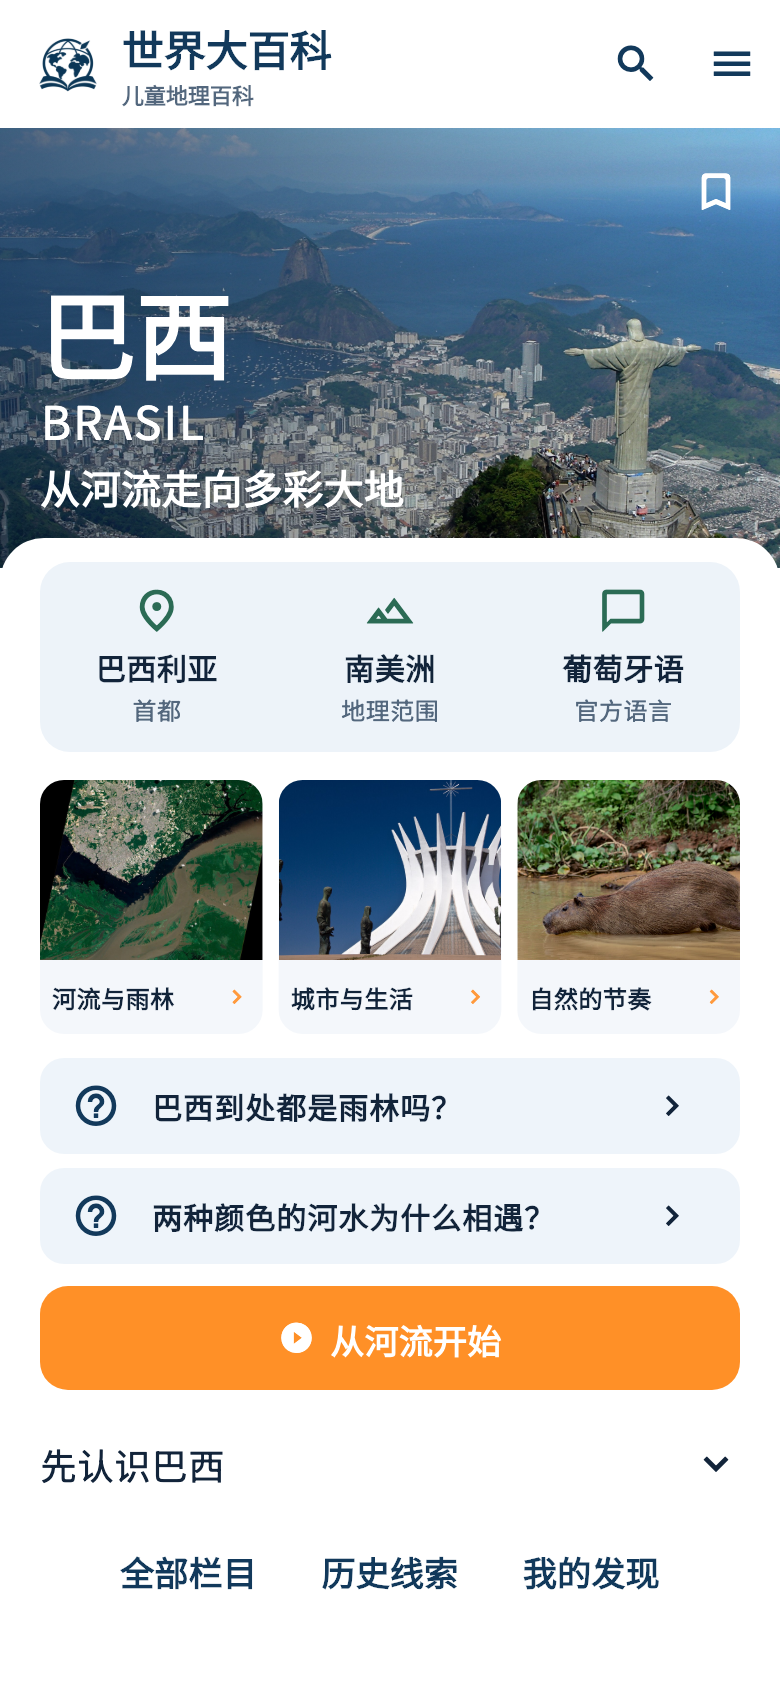 世界大百科
儿童地理百科
巴西
BRASIL
从河流走向多彩大地
巴西利亚
首都
南美洲
地理范围
葡萄牙语
官方语言
河流与雨林
城市与生活
自然的节奏
巴西到处都是雨林吗？
两种颜色的河水为什么相遇？
从河流开始
先认识巴西
全部栏目
历史线索
我的发现